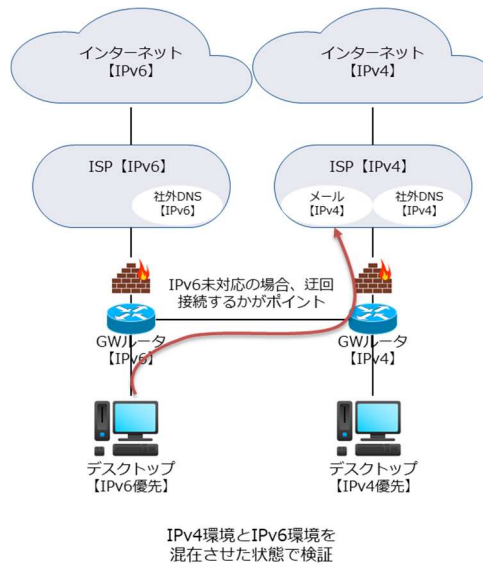 インターネット
【IPv6】
インターネット
【IPv4】
ISP【IPv6】
社外DNS
【IPv6】
ISP【IPv4】
メール
【IPv4】
社外DNS
【IPv4】
IPv6未対応の場合、迂回
接続するかがポイント
GWルータ
【IPv6】
GWルータ
【IPv4】
デスクトップ
【IPv6優先】
デスクトップ
【IPv4優先】
IPv4環境とIPv6環境を
混在させた状態で検証